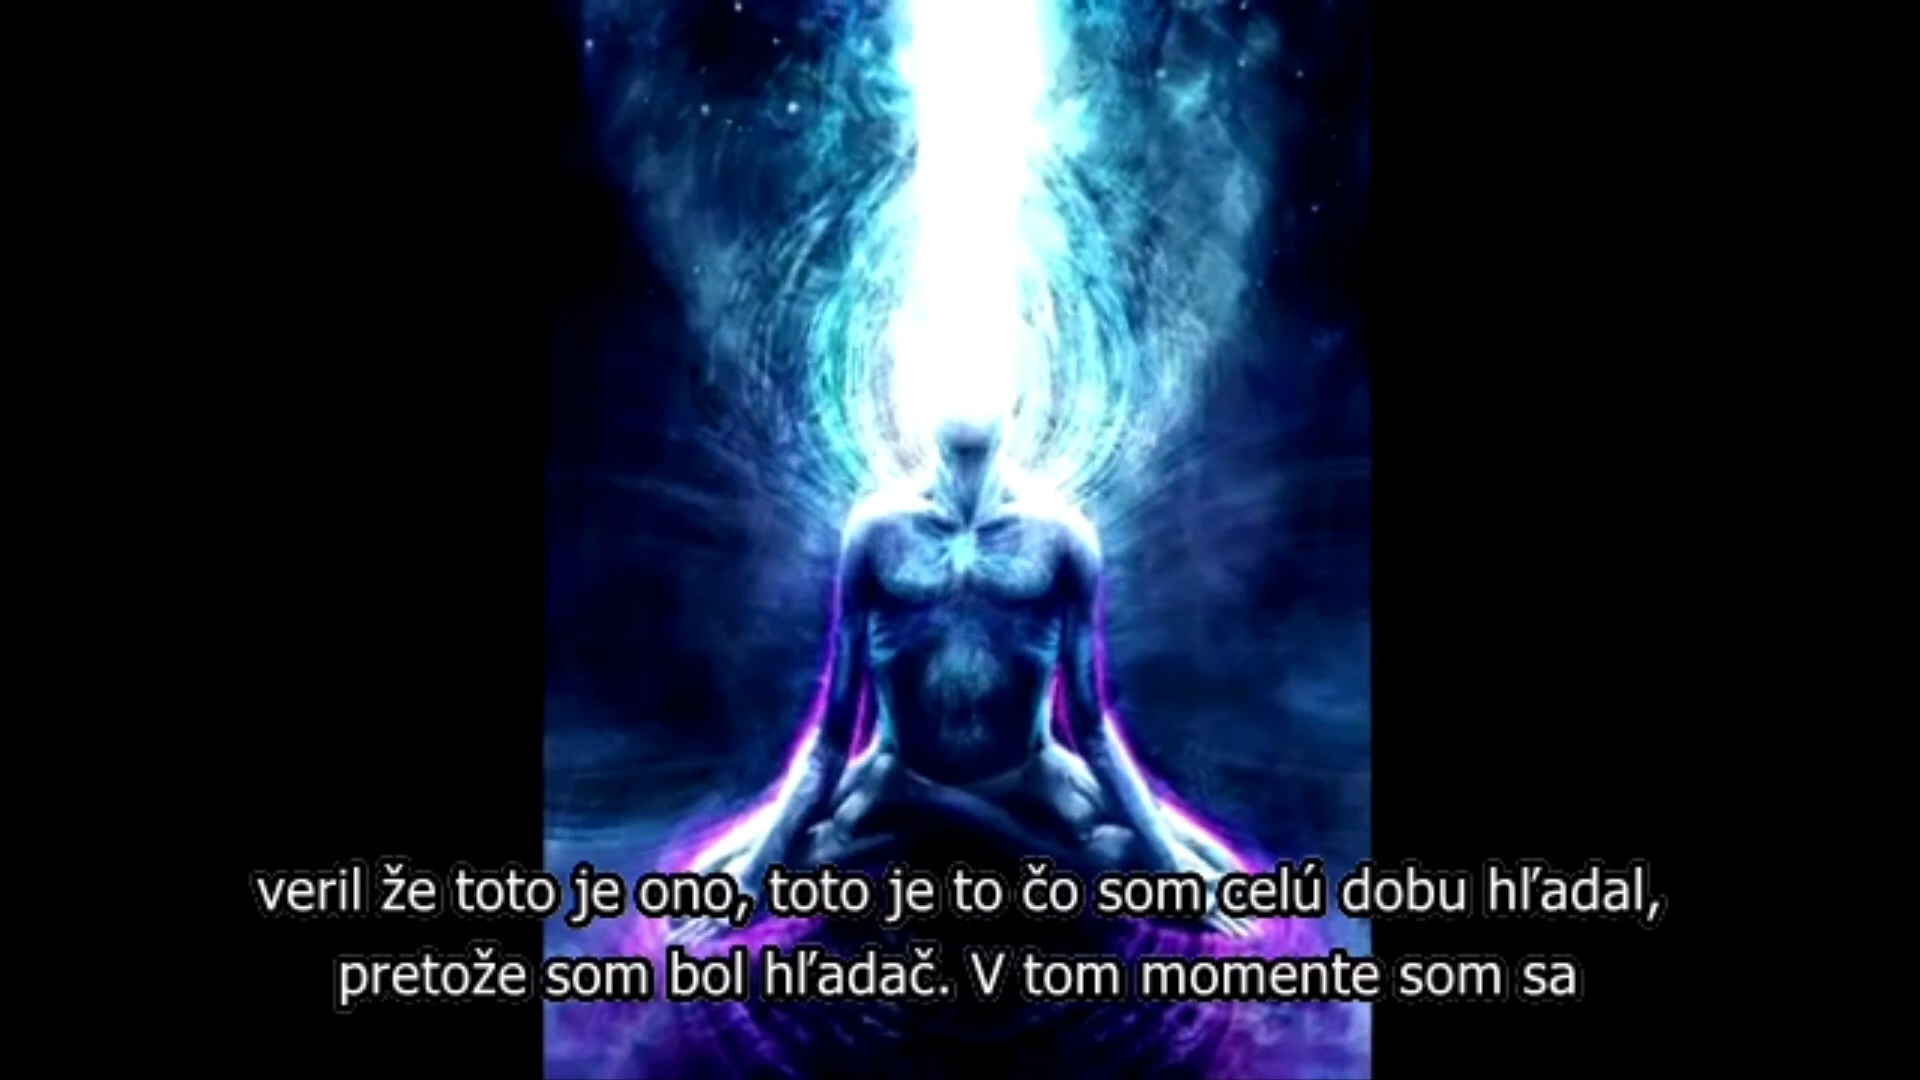 veril že toto je ono, toto je to čo som celú dobu hľadal,
pretože som bol hľadač. V tom momente som sa